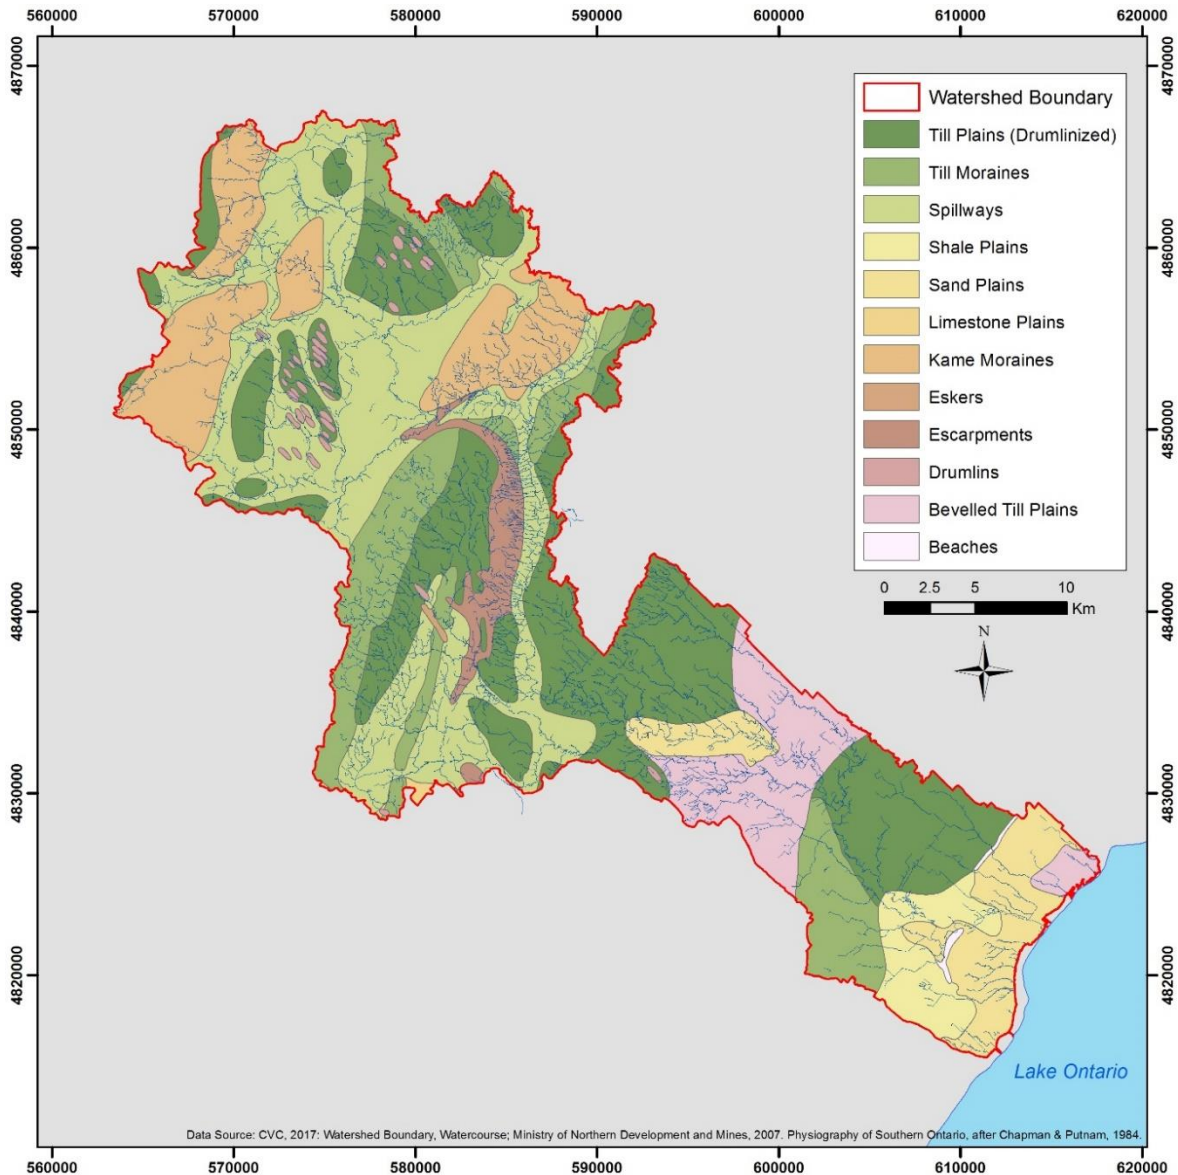 560000 570000 580000 590000 600000 610000 620000
4870000 4870000
Watershed Boundary
Till Plains (Drumlinized)
Till Moraines
Spillways
4860000 4860000
Shale Plains
Sand Plains
Limestone Plains
Kame Moraines
Eskers
Escarpments
4850000 4850000
Drumlins
Bevelled Till Plains
Beaches
0 2.5 5 10
Km
4840000 4840000
N
4830000 4830000
4820000 4820000
Lake Ontario
Data Source: CVC, 2017: Watershed Boundary, Watercourse; Ministry of Northern Development and Mines, 2007. Physiography of Southern Ontario, after Chapman & Putnam, 1984.
560000 570000 580000 590000 600000 610000 620000